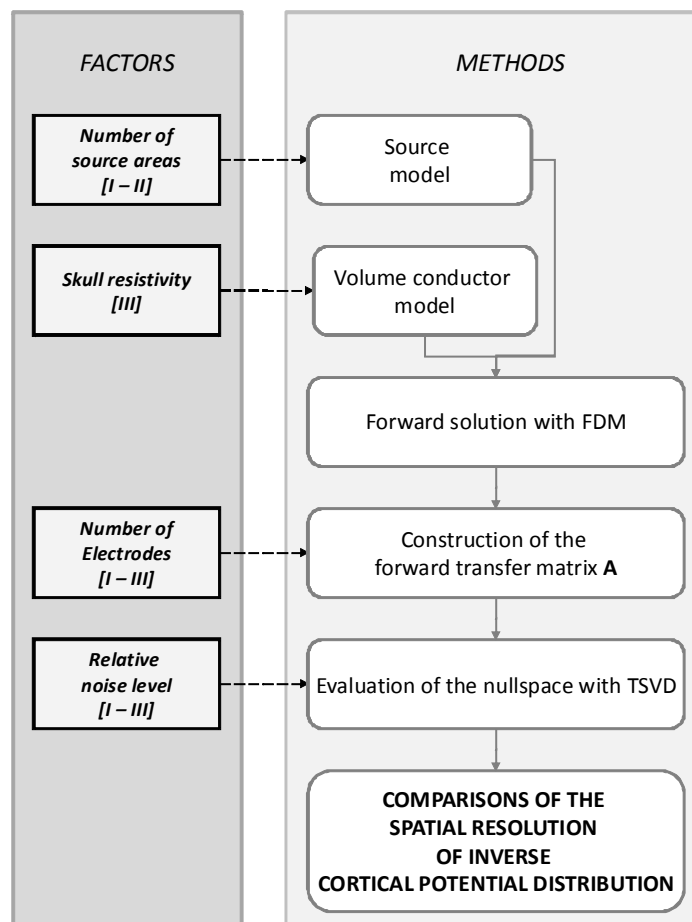 FACTORS
METHODS
Number of
source areas
[I – II]
Source
model
Skull resistivity
[III]
Volume conductor
model
Forward solution with FDM
Number of
Electrodes
[I – III]
Construction of the
forward transfer matrix A
Relative
noise level
[I – III]
Evaluation of the nullspace with TSVD
COMPARISONS OF THE
SPATIAL RESOLUTION
OF INVERSE
CORTICAL POTENTIAL DISTRIBUTION